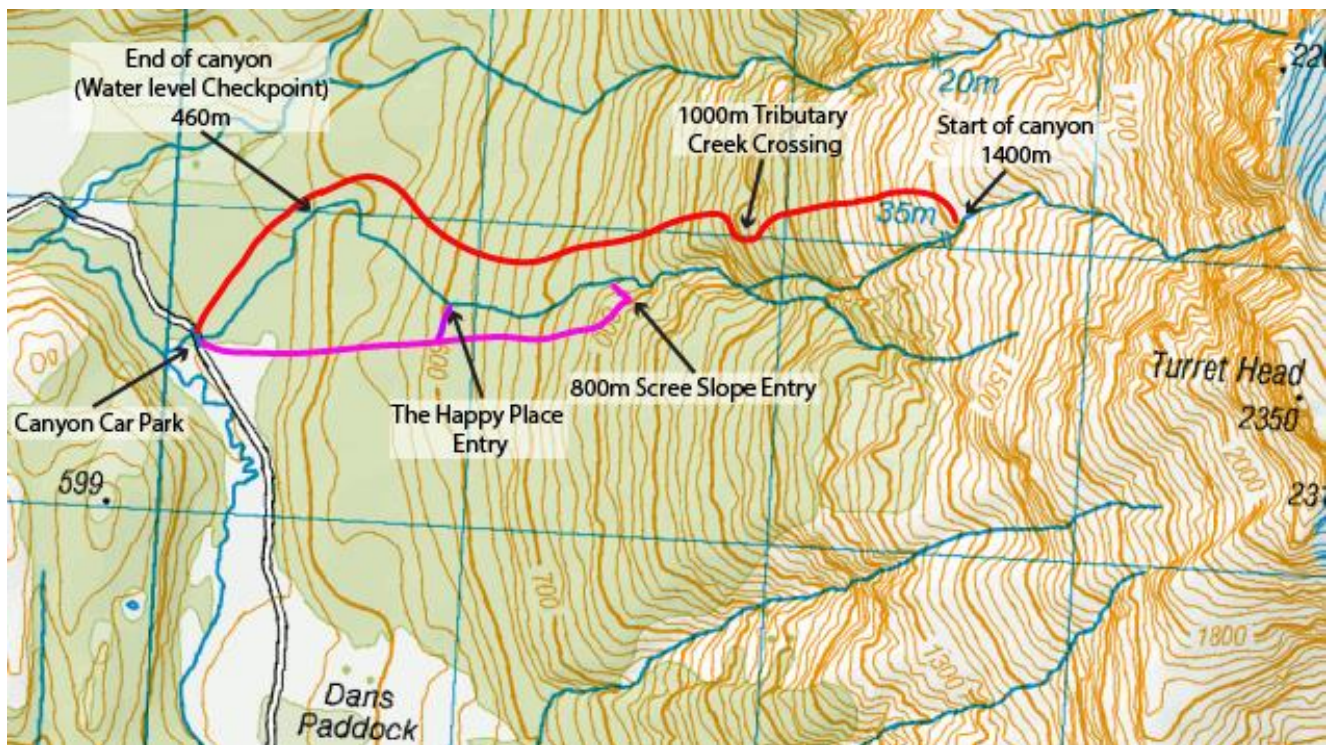 End of canyon
(Water level Checkpoint)
460m
20m
1700
1000m Tributary
Creek Crossing
Start of canyon
1400m
35m
800m Scree Slope Entry
The Happy Place
Entry
Canyon Car Park
1500
Turret Head
2350
599
2000
700
Dans
Paddock
1300
1800